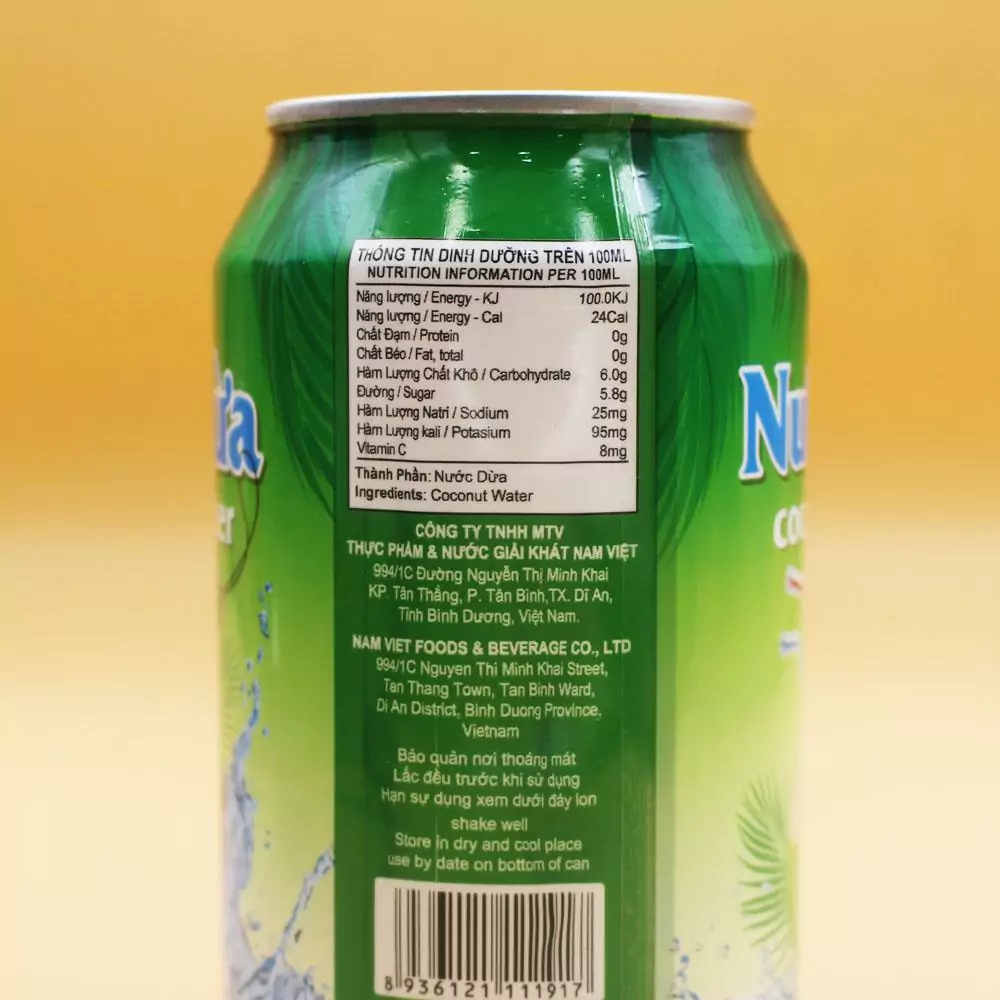 THÔNG TIN DINH DƯỠNG TRÊN 100ML
NUTRITION INFORMATION PER 100ML
Năng lượng / Energy - KJ 100.0KJ
Năng lượng / Energy - Cal 24Cal
Chất Đạm / Protein 0g
Chất Béo / Fat, total 0g
Hàm Lượng Chất Khô / Carbohydrate 6.0g
Đường / Sugar 5.8g
Hàm Lượng Natri / Sodium 25mg
Hàm Lượng kali / Potasium 95mg
Vitamin C 8mg
Thành Phần: Nước Dừa
Ingredients: Coconut Water
CÔNG TY TNHH MTV
THỰC PHẨM & NƯỚC GIẢI KHÁT NAM VIỆT
994/1C Đường Nguyễn Thị Minh Khai
KP. Tân Thắng, P. Tân Bình,TX. Dĩ An,
Tỉnh Bình Dương, Việt Nam.
NAM VIET FOODS & BEVERAGE CO., LTD
994/1C Nguyen Thi Minh Khai Street,
Tan Thang Town, Tan Binh Ward,
Di An District, Binh Duong Province,
Vietnam
Bảo quản nơi thoáng mát
Lắc đều trước khi sử dụng
Hạn sự dụng xem dưới đáy lon
shake well
Store in dry and cool place
use by date on bottom of can
8 936121 111917